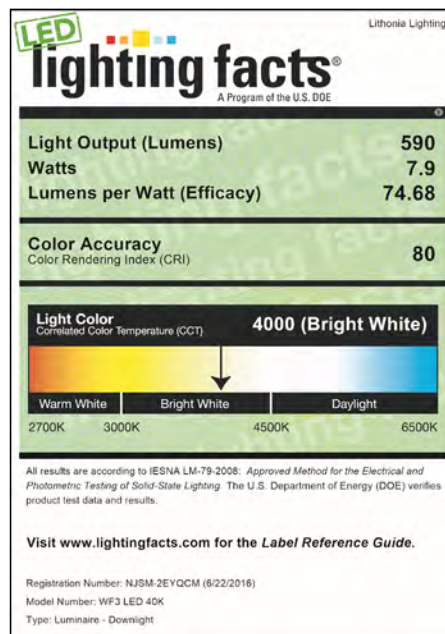 Lithonia Lighting
LED
lighting facts®
A Program of the U.S. DOE
Light Output (Lumens) 590
Watts 7.9
Lumens per Watt (Efficacy) 74.68
Color Accuracy
Color Rendering Index (CRI) 80
Light Color
Correlated Color Temperature (CCT) 4000 (Bright White)
Warm White Bright White Daylight
2700K 3000K 4500K 6500K
All results are according to IESNA LM-79-2008: Approved Method for the Electrical and
Photometric Testing of Solid-State Lighting. The U.S. Department of Energy (DOE) verifies
product test data and results.
Visit www.lightingfacts.com for the Label Reference Guide.
Registration Number: NJSM-2EYQCM (6/22/2016)
Model Number: WF3 LED 40K
Type: Luminaire - Downlight